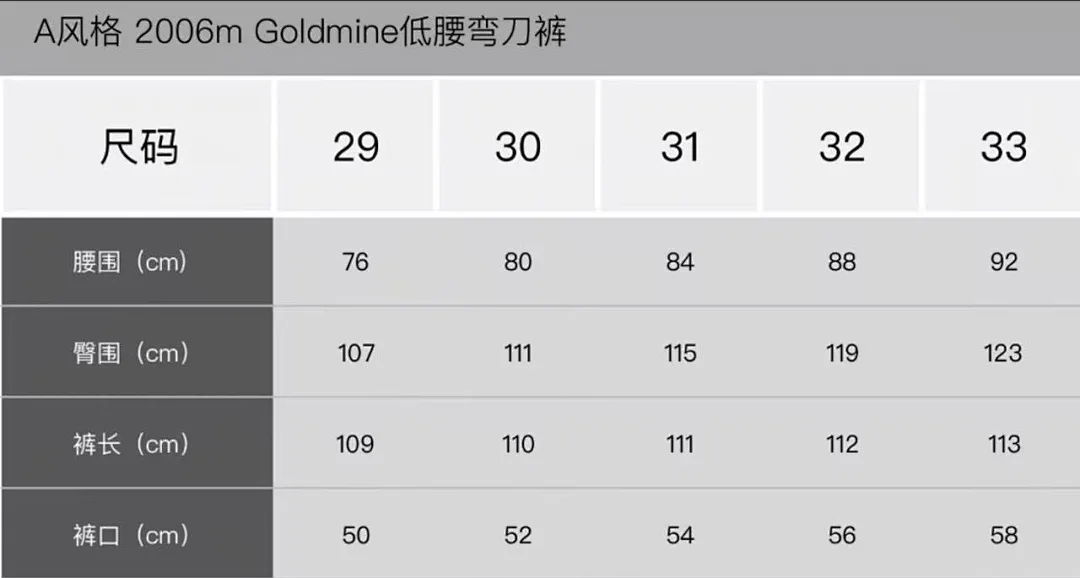 A风格 2006m Goldmine低腰弯刀裤
尺码 29 30 31 32 33
腰围（cm） 76 80 84 88 92
臀围（cm） 107 111 115 119 123
裤长（cm） 109 110 111 112 113
裤口（cm） 50 52 54 56 58